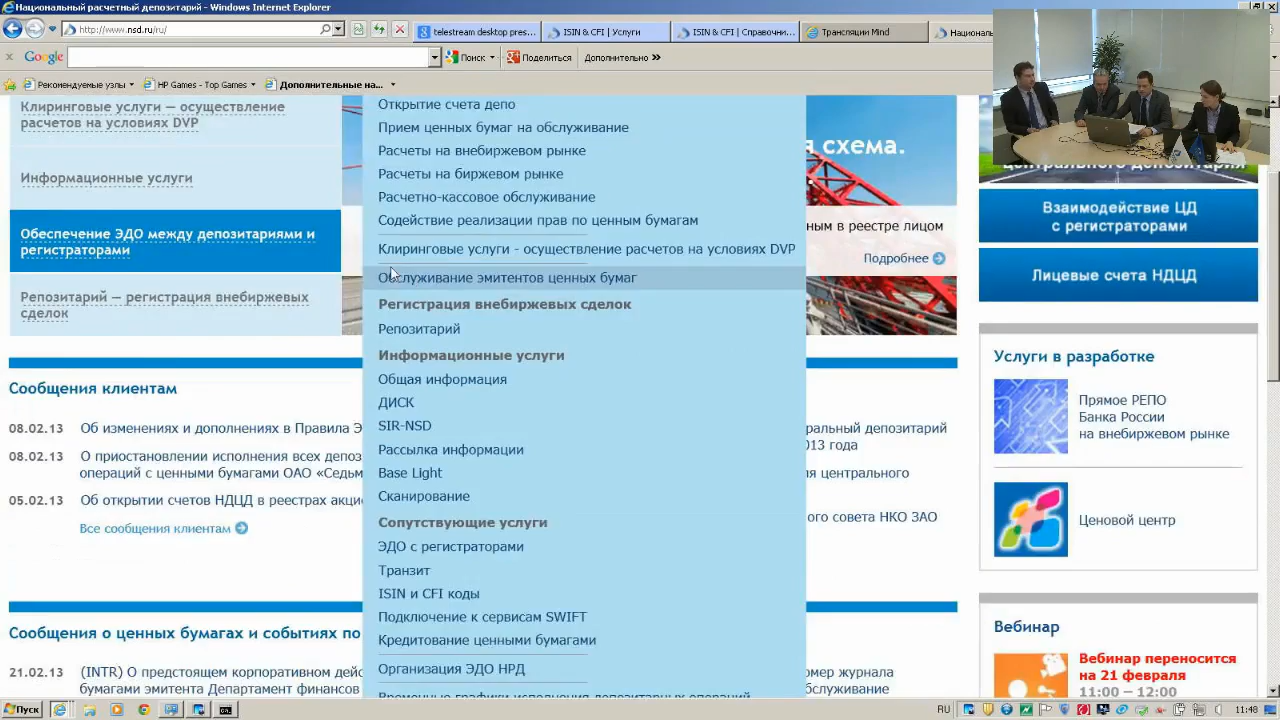 Национальный расчетный депозитарий - Windows Internet Explorer
http://www.nsd.ru/ru/
telestream desktop pres...
ISIN & CFI | Услуги
ISIN & CFI | Справочни...
Трансляции Mind
Национа
Google
Поиск
Поделиться
Дополнительно »
Рекомендуемые узлы
HP Games - Top Games
Дополнительные на...
Клиринговые услуги — осуществление
расчетов на условиях DVP
Информационные услуги
Обеспечение ЭДО между депозитариями и
регистраторами
Репозитарий — регистрация внебиржевых
сделок
Открытие счета депо
Прием ценных бумаг на обслуживание
Расчеты на внебиржевом рынке
Расчеты на биржевом рынке
Расчетно-кассовое обслуживание
Содействие реализации прав по ценным бумагам
Клиринговые услуги - осуществление расчетов на условиях DVP
Обслуживание эмитентов ценных бумаг
Регистрация внебиржевых сделок
Репозитарий
Информационные услуги
Общая информация
ДИСК
SIR-NSD
Рассылка информации
Base Light
Сканирование
Сопутствующие услуги
ЭДО с регистраторами
Транзит
ISIN и CFI коды
Подключение к сервисам SWIFT
Кредитование ценными бумагами
Организация ЭДО НРД
Временные графики исполнения депозитарных операций
я схема.
ным в реестре лицом
Подробнее
центрального депозитария
Взаимодействие ЦД
с регистраторами
Лицевые счета НДЦД
Сообщения клиентам
08.02.13 Об изменениях и дополнениях в Правила Э
08.02.13 О приостановлении исполнения всех депоз
операций с ценными бумагами ОАО «Седьм
05.02.13 Об открытии счетов НДЦД в реестрах акцио
Все сообщения клиентам
ральный депозитарий
013 года
ля центрального
ого совета НКО ЗАО
Услуги в разработке
Прямое РЕПО
Банка России
на внебиржевом рынке
Ценовой центр
Сообщения о ценных бумагах и событиях по
21.02.13 (INTR) О предстоящем корпоративном дейс
бумагами эмитента Департамент финансов
омер журнала
обслуживание
Вебинар
Вебинар переносится
на 21 февраля
11:00 – 12:00
Пуск
RU
11:48